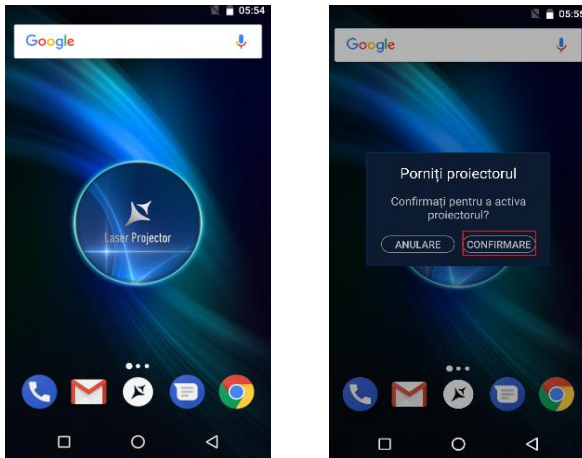 05:54
Google
Laser Projector
05:55
Google
Porniți proiectorul
Confirmați pentru a activa
proiectorul?
ANULARE
CONFIRMARE